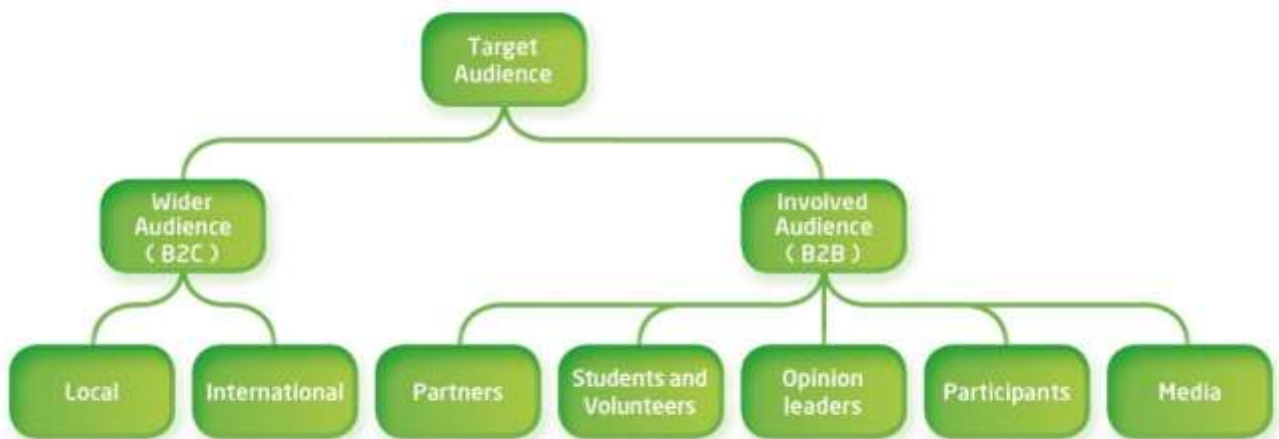 Target
Audience
Wider
Audience
( B2C )
Involved
Audience
( B2B )
Local
International
Partners
Students and
Volunteers
Opinion
leaders
Participants
Media